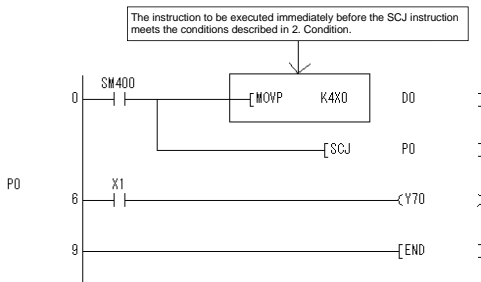 The instruction to be executed immediately before the SCJ instruction
meets the conditions described in 2. Condition.
SM400
0 [MOVP K4X0 D0 ]
[SCJ P0 ]
P0 X1
6 (Y70 )
9 [END ]